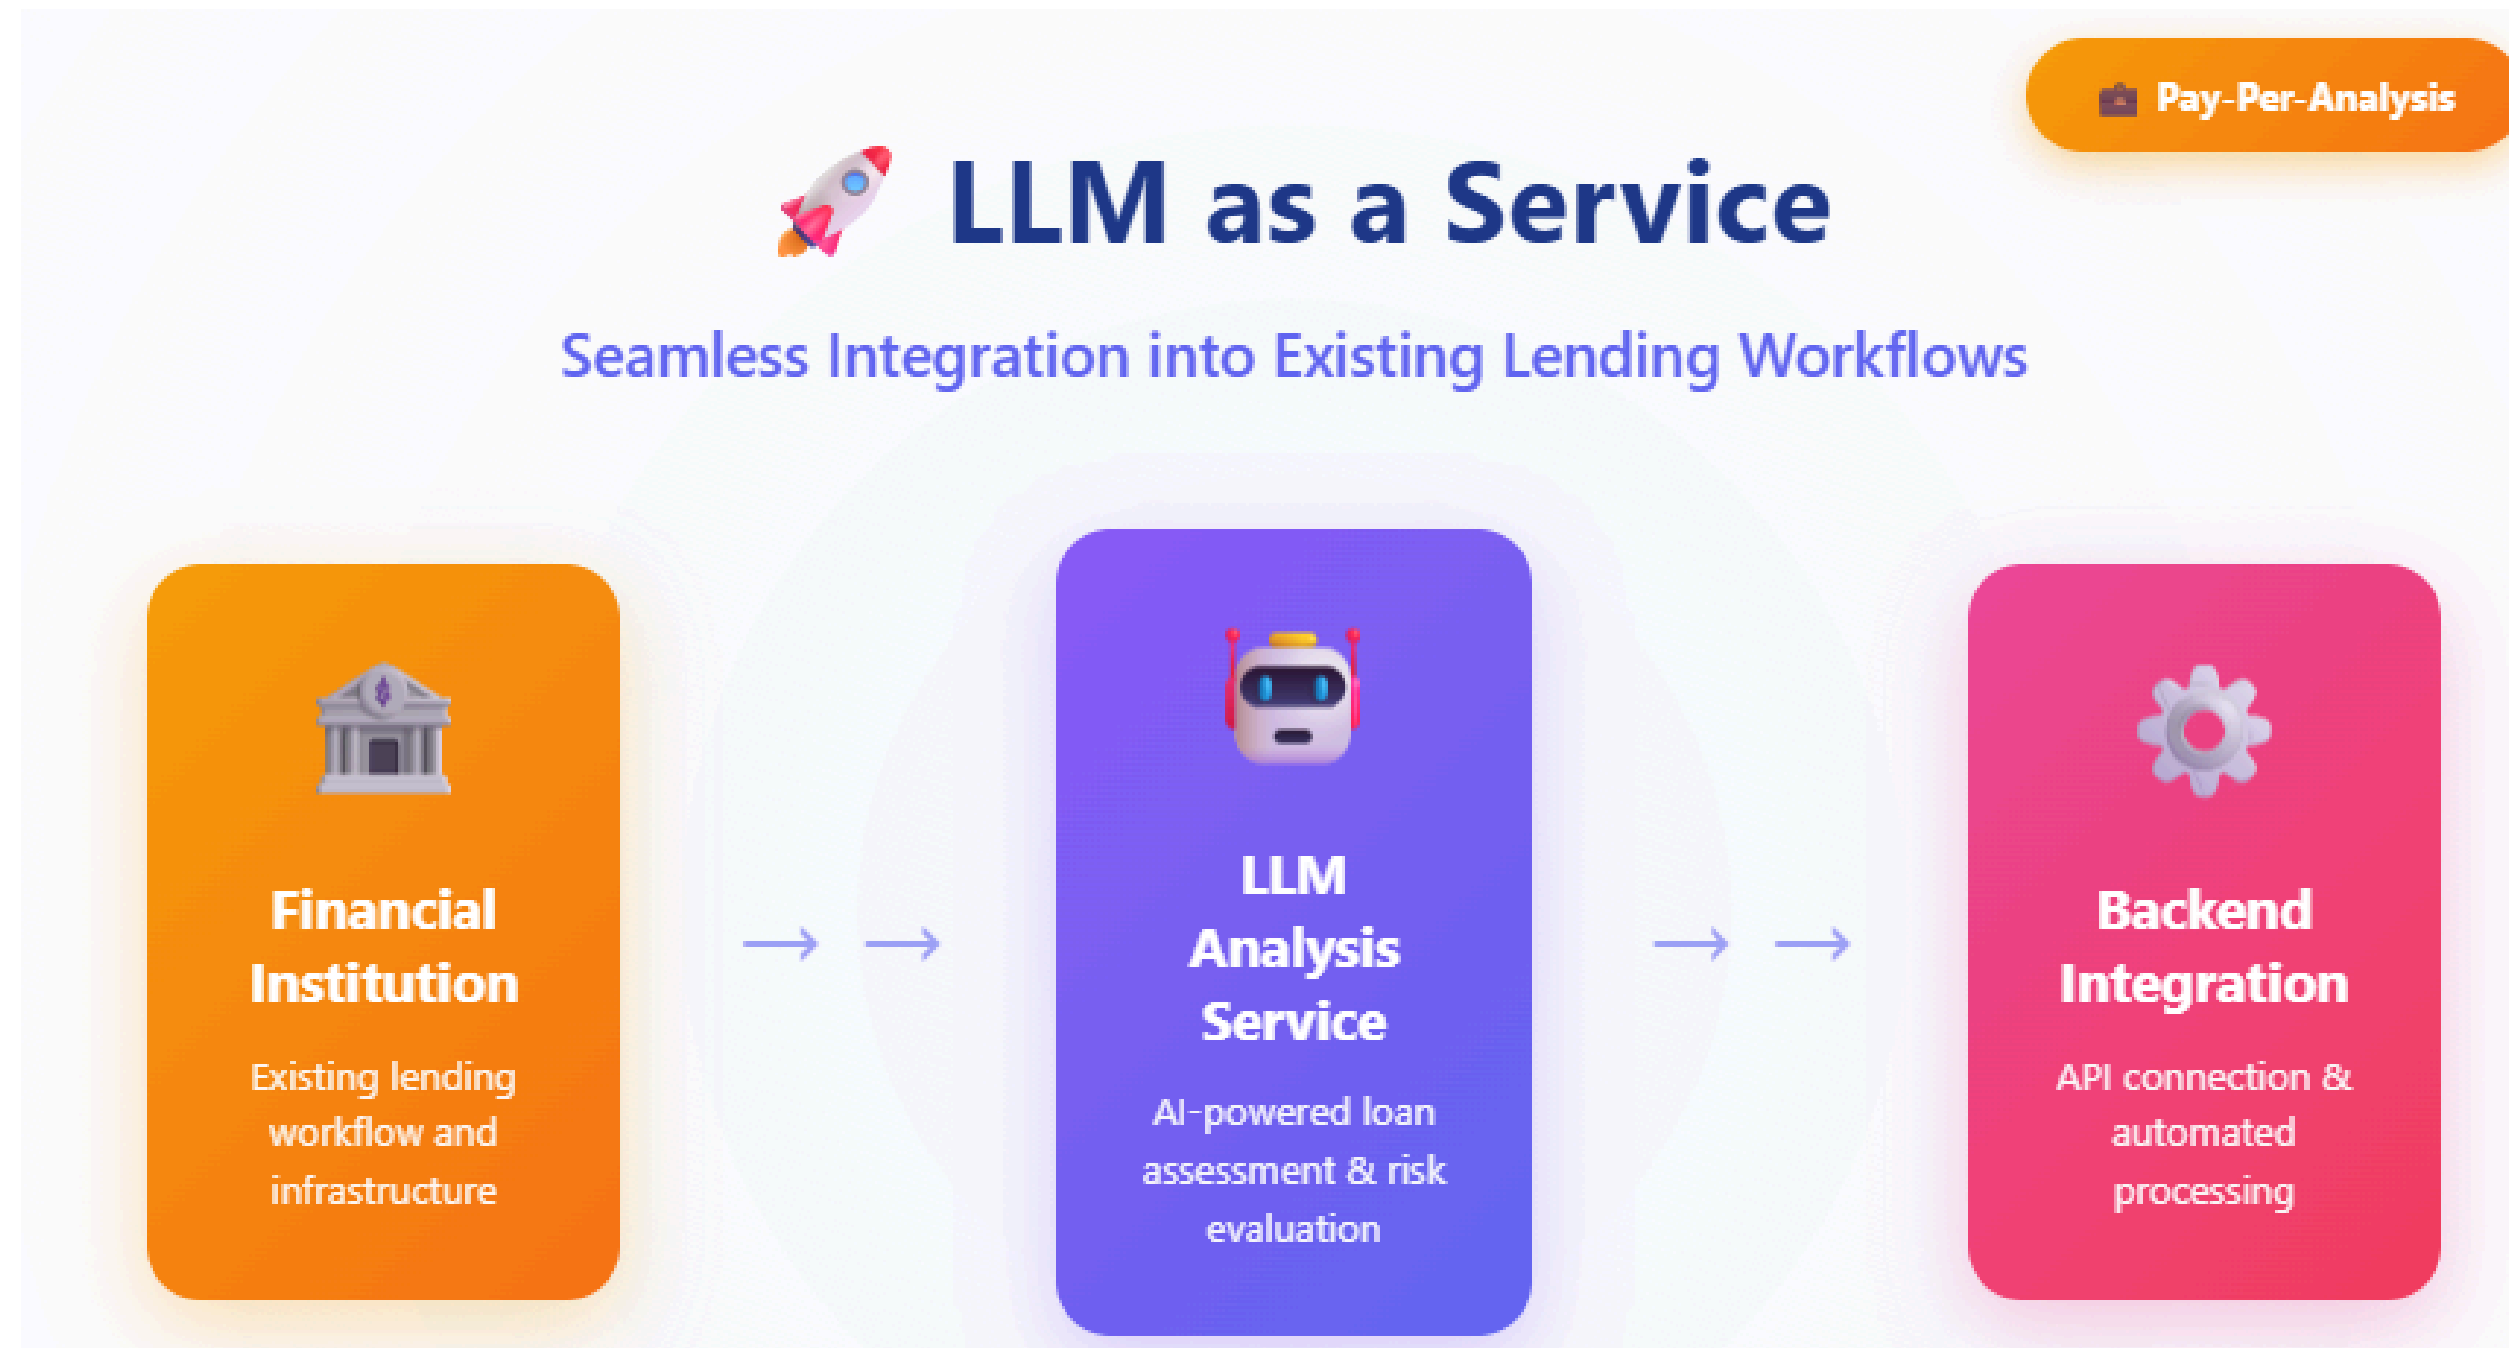 Pay-Per-Analysis
LLM as a Service
Seamless Integration into Existing Lending Workflows
Financial
Institution
Existing lending
workflow and
infrastructure
→ →
LLM
Analysis
Service
AI-powered loan
assessment & risk
evaluation
→ →
Backend
Integration
API connection &
automated
processing